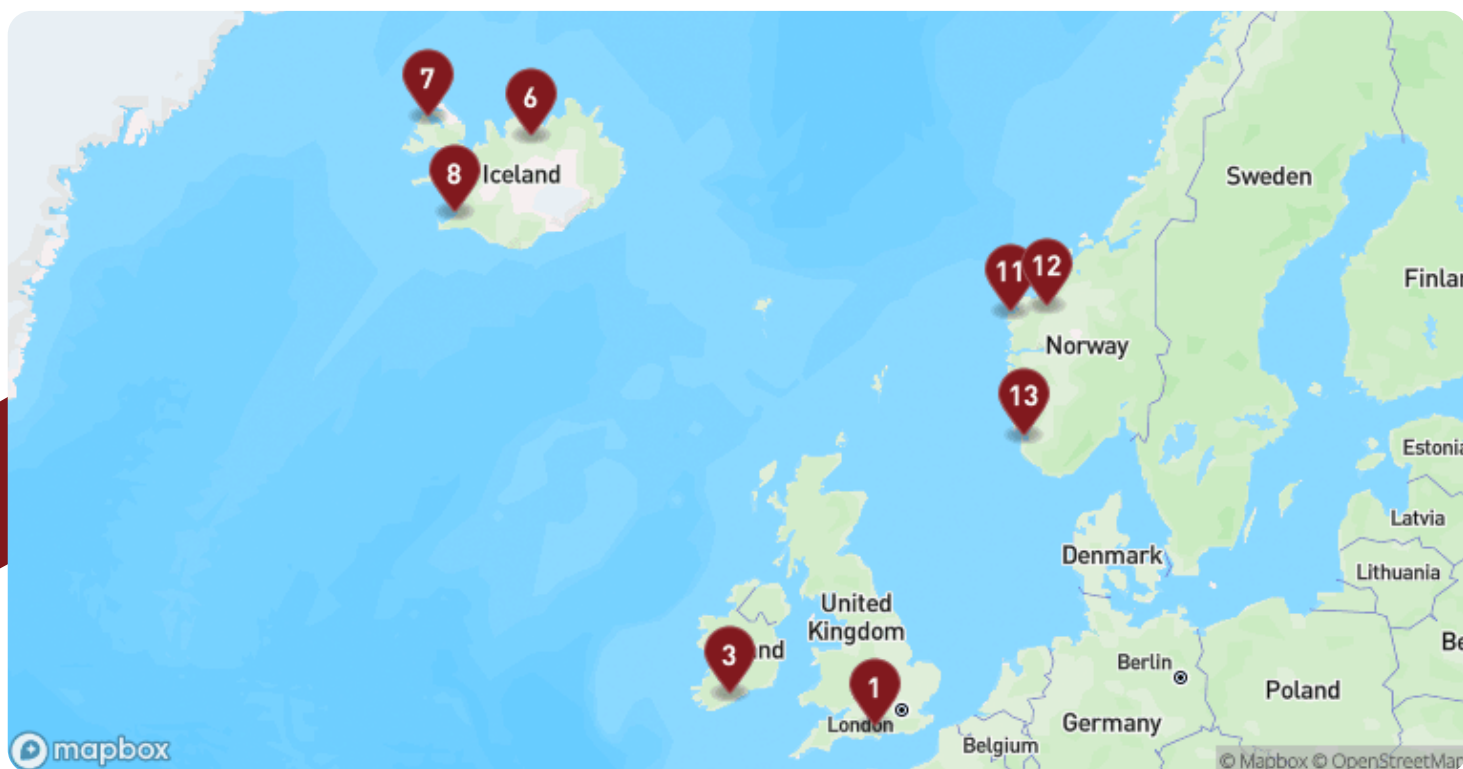 7
6
8
Iceland
Sweden
11
12
Finlan
Norway
13
Estonia
Latvia
Denmark
Lithuania
United
Kingdom
3
nd
Be
Berlin
1
Poland
London
Germany
Belgium
mapbox
© Mapbox © OpenStreetMap